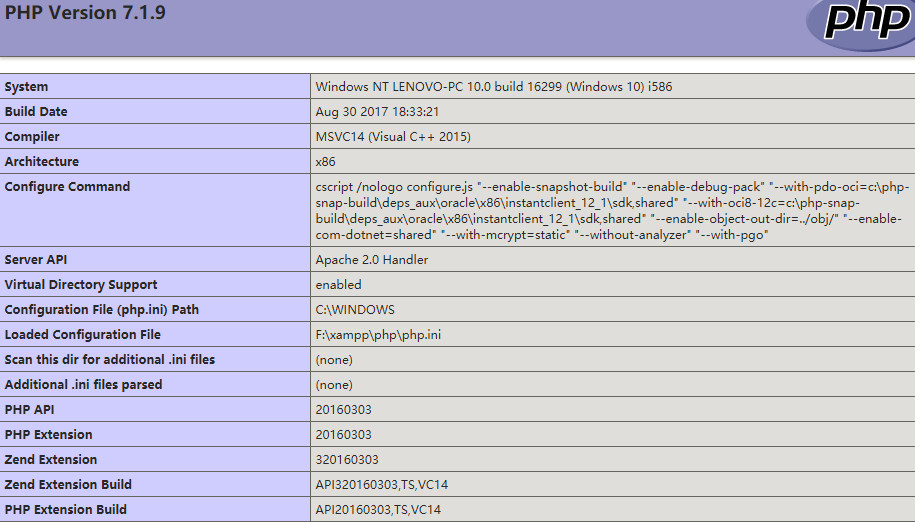 PHP Version 7.1.9
php
System Windows NT LENOVO-PC 10.0 build 16299 (Windows 10) i586
Build Date Aug 30 2017 18:33:21
Compiler MSVC14 (Visual C++ 2015)
Architecture x86
Configure Command cscript /nologo configure.js "--enable-snapshot-build" "--enable-debug-pack" "--with-pdo-oci=c:\php-
snap-build\deps_aux\oracle\x86\instantclient_12_1\sdk,shared" "--with-oci8-12c=c:\php-snap-
build\deps_aux\oracle\x86\instantclient_12_1\sdk,shared" "--enable-object-out-dir=../obj/" "--enable-
com-dotnet=shared" "--with-mcrypt=static" "--without-analyzer" "--with-pgo"
Server API Apache 2.0 Handler
Virtual Directory Support enabled
Configuration File (php.ini) Path C:\WINDOWS
Loaded Configuration File F:\xampp\php\php.ini
Scan this dir for additional .ini files (none)
Additional .ini files parsed (none)
PHP API 20160303
PHP Extension 20160303
Zend Extension 320160303
Zend Extension Build API320160303,TS,VC14
PHP Extension Build API20160303,TS,VC14